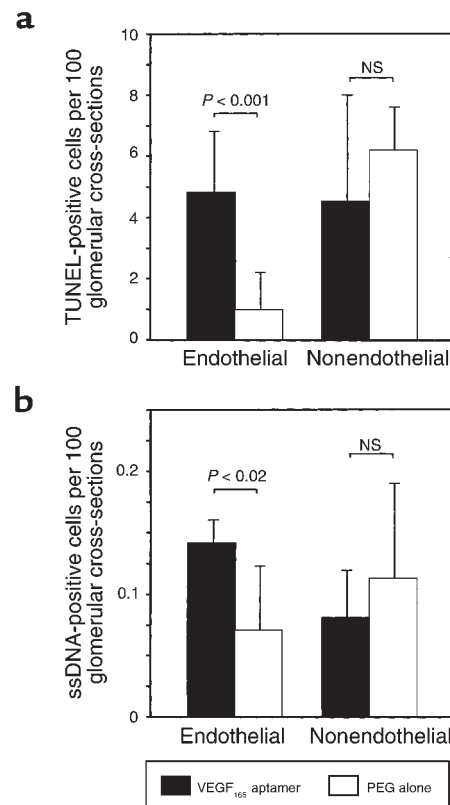 a
TUNEL-positive cells per 100
glomerular cross-sections
10
8
6
4
2
0
P < 0.001
NS
Endothelial
Nonendothelial
b
ssDNA-positive cells per 100
glomerular cross-sections
0.2
0.1
0
P < 0.02
NS
Endothelial
Nonendothelial
VEGF165 aptamer
PEG alone